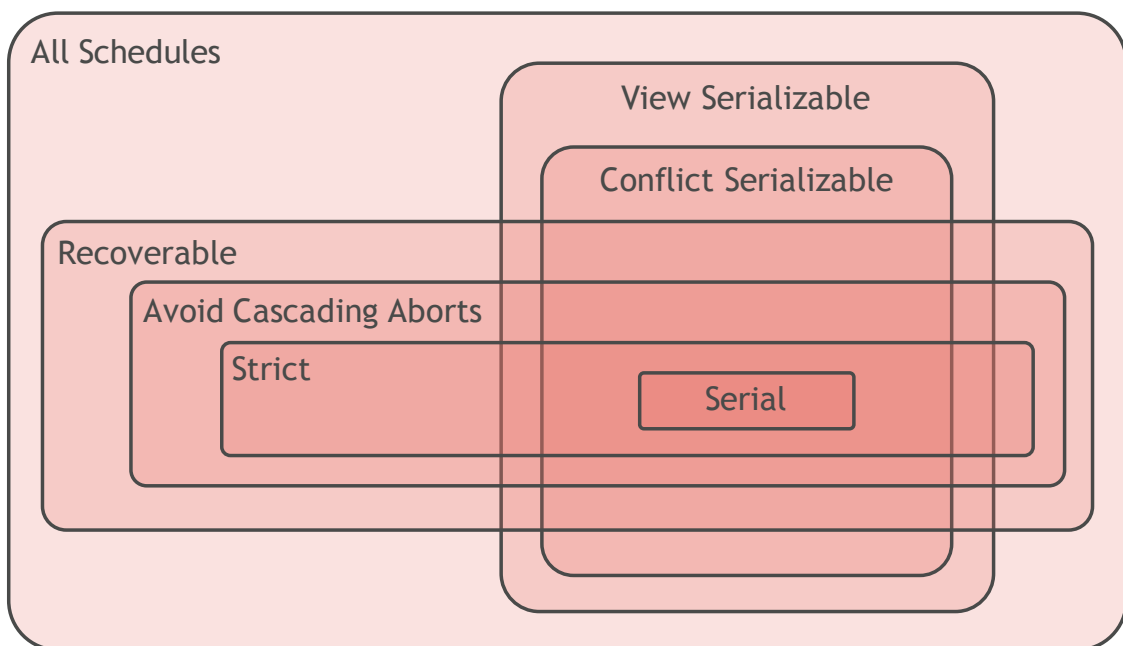 All Schedules
View Serializable
Conflict Serializable
Recoverable
Avoid Cascading Aborts
Strict
Serial